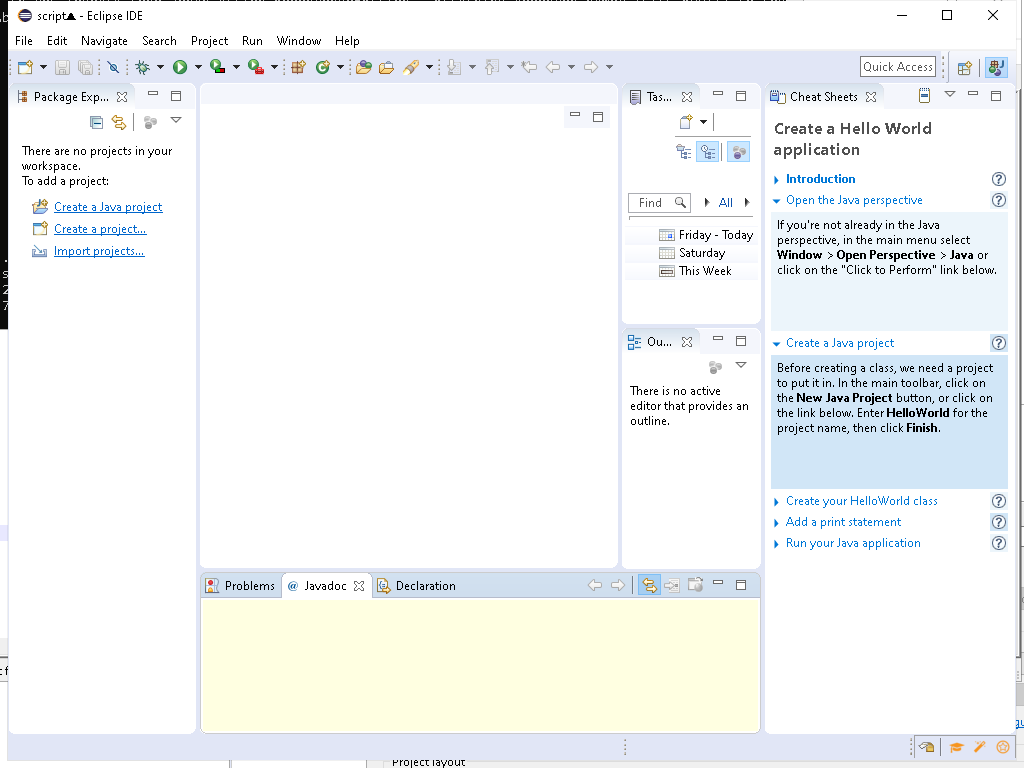 script▲ - Eclipse IDE
File Edit Navigate Search Project Run Window Help
Quick Access
Package Exp...
There are no projects in your
workspace.
To add a project:
Create a Java project
Create a project...
Import projects...
Tas...
Find All
Friday - Today
Saturday
This Week
Ou...
There is no active
editor that provides an
outline.
Cheat Sheets
Create a Hello World
application
Introduction
Open the Java perspective
If you're not already in the Java
perspective, in the main menu select
Window > Open Perspective > Java or
click on the "Click to Perform" link below.
Create a Java project
Before creating a class, we need a project
to put it in. In the main toolbar, click on
the New Java Project button, or click on
the link below. Enter HelloWorld for the
project name, then click Finish.
Create your HelloWorld class
Add a print statement
Run your Java application
Problems @ Javadoc Declaration
Project layout